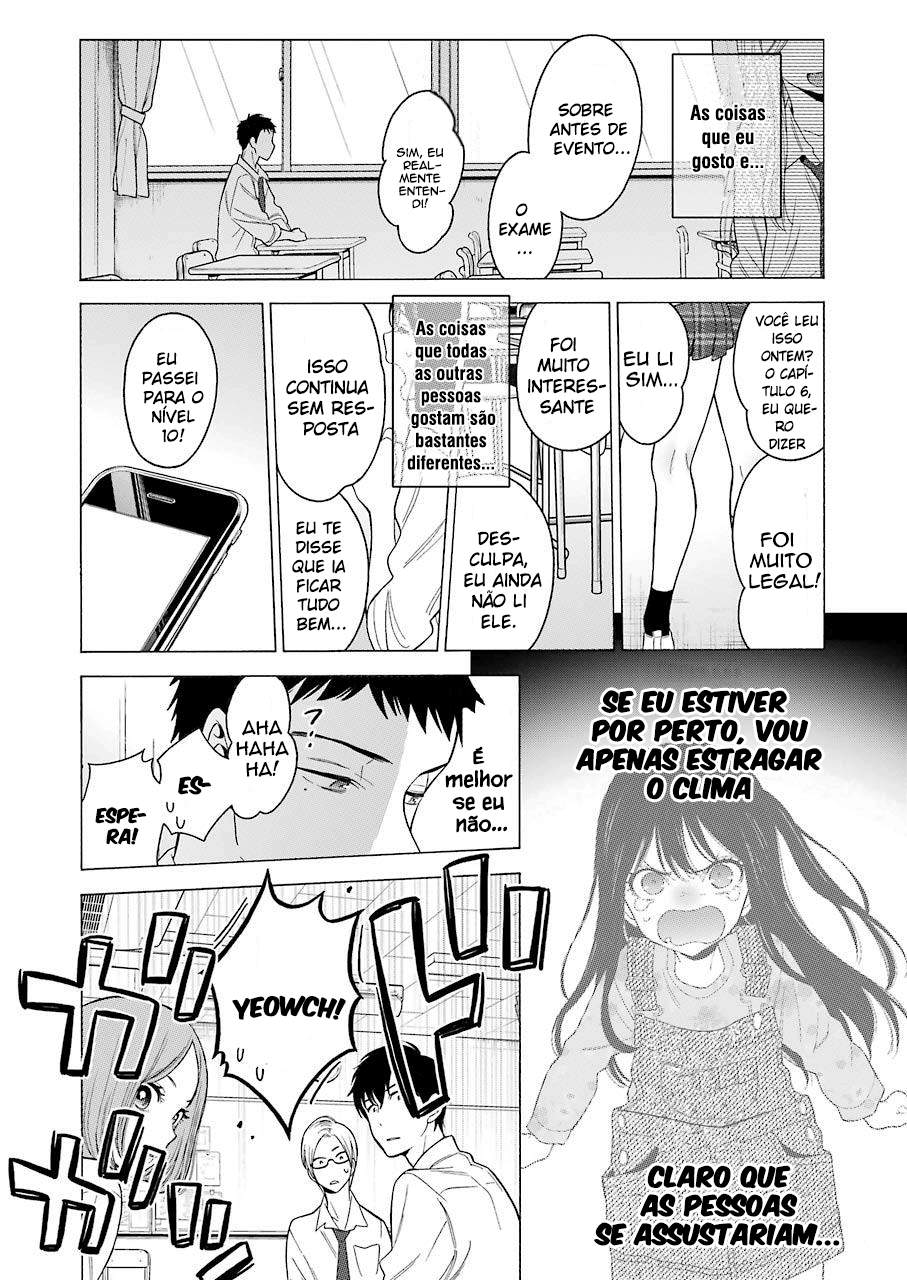 As coisas
que eu
gosto e...
SOBRE
ANTES DE
EVENTO...
O
EXAME...
SIM, EU
REAL-
MENTE
ENTEN-
DI!
VOCÊ LEU
ISSO
ONTEM?
O CAPÍ-
TULO 6,
EU QUE-
RO DIZER
FOI
MUITO
LEGAL!
EU LI
SIM...
FOI
MUITO
INTERES-
SANTE
DES-
CULPA,
EU AINDA
NÃO LI
ELE.
As coisas
que todas
as outras
pessoas
gostam são
bastantes
diferentes...
ISSO
CONTINUA
SEM RES-
POSTA
EU TE
DISSE
QUE IA
FICAR
TUDO
BEM...
EU
PASSEI
PARA O
NÍVEL
10!
SE EU ESTIVER
POR PERTO, VOU
APENAS ESTRAGAR
O CLIMA
CLARO QUE
AS PESSOAS
SE ASSUSTARIAM...
É
melhor
se eu
não...
AHA
HAHA
HA!
ES-
ESPE-
RA!
YEOWCH!
ドド
ガガガ